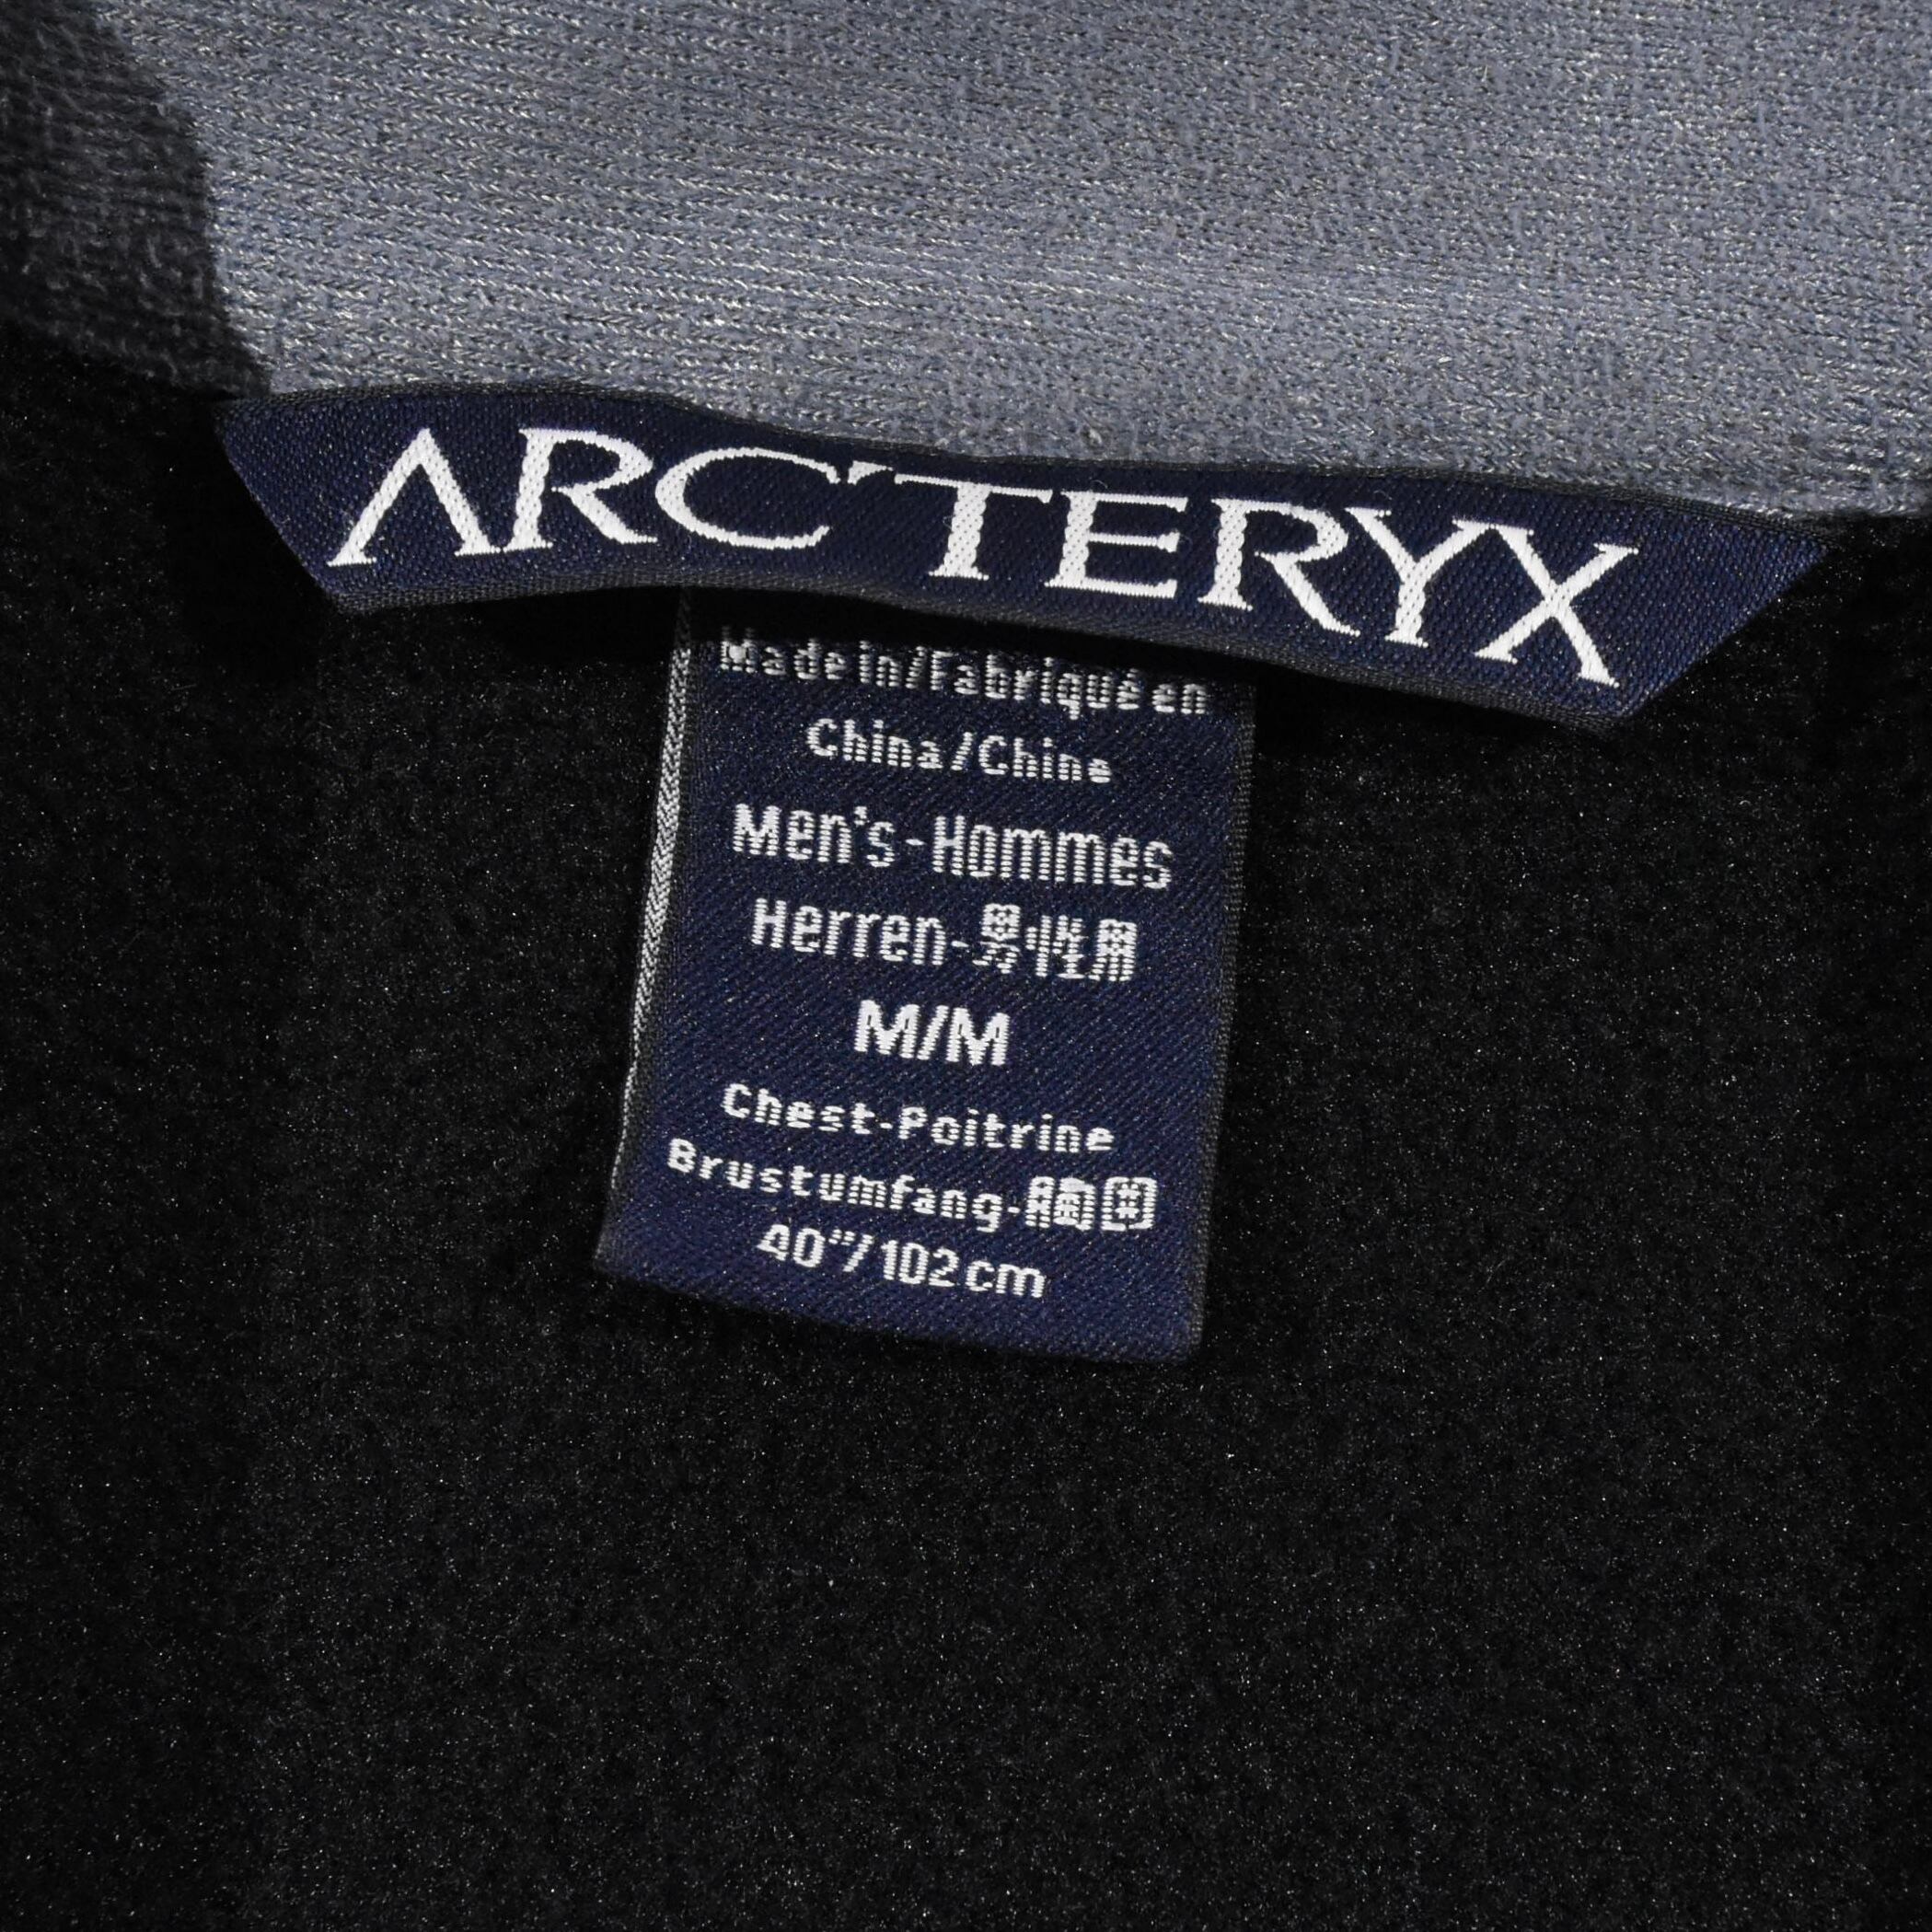 ARC'TERYX
Made in/Fabriqué en
China/Chine
Men's-Hommes
Herren-男性用
M/M
Chest-Poitrine
Brustumfang-胸囲
40"/102cm